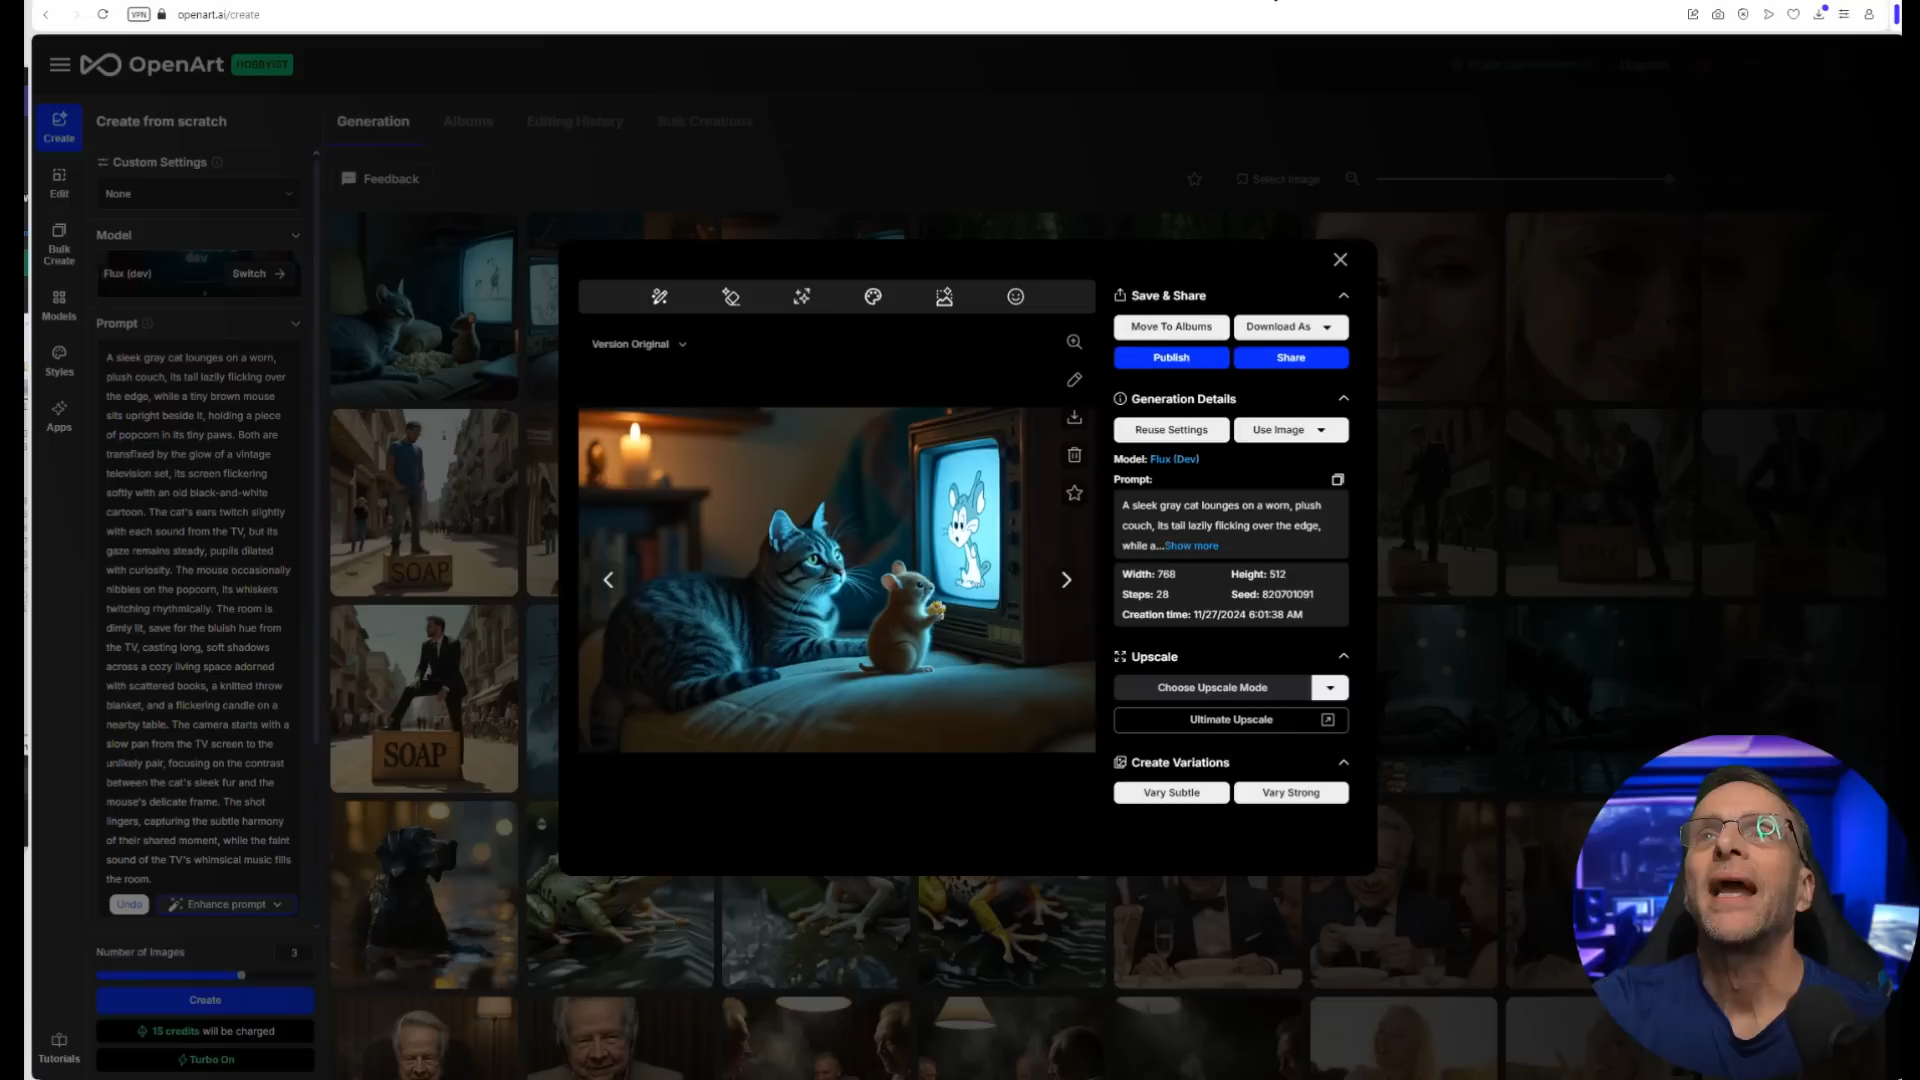 VPN
openart.ai/create
OpenArt
HOBBYIST
Create
Edit
Bulk
Create
Models
Styles
Apps
Tutorials
Create from scratch
Custom Settings
None
Model
dev
Flux (dev)
Switch
Prompt
A sleek gray cat lounges on a worn,
plush couch, its tail lazily flicking over
the edge, while a tiny brown mouse
sits upright beside it, holding a piece
of popcorn in its tiny paws. Both are
transfixed by the glow of a vintage
television set, its screen flickering
softly with an old black-and-white
cartoon. The cat's ears twitch slightly
with each sound from the TV, but its
gaze remains steady, pupils dilated
with curiosity. The mouse occasionally
nibbles on the popcorn, its whiskers
twitching rhythmically. The room is
dimly lit, save for the bluish hue from
the TV, casting long, soft shadows
across a cozy living space adorned
with scattered books, a knitted throw
blanket, and a flickering candle on a
nearby table. The camera starts with a
slow pan from the TV screen to the
unlikely pair, focusing on the contrast
between the cat's sleek fur and the
mouse's delicate frame. The shot
lingers, capturing the subtle harmony
of their shared moment, while the faint
sound of the TV's whimsical music fills
the room.
Undo
Enhance prompt
Number of Images
3
Create
15 credits will be charged
Turbo On
Generation
Albums
Editing History
Bulk Creations
Feedback
Select Image
SOAP
SOAP
Version Original
Save & Share
Move To Albums
Download As
Publish
Share
Generation Details
Reuse Settings
Use Image
Model: Flux (Dev)
Prompt:
A sleek gray cat lounges on a worn, plush
couch, its tail lazily flicking over the edge,
while a...Show more
Width: 768
Height: 512
Steps: 28
Seed: 820701091
Creation time: 11/27/2024 6:01:38 AM
Upscale
Choose Upscale Mode
Ultimate Upscale
Create Variations
Vary Subtle
Vary Strong